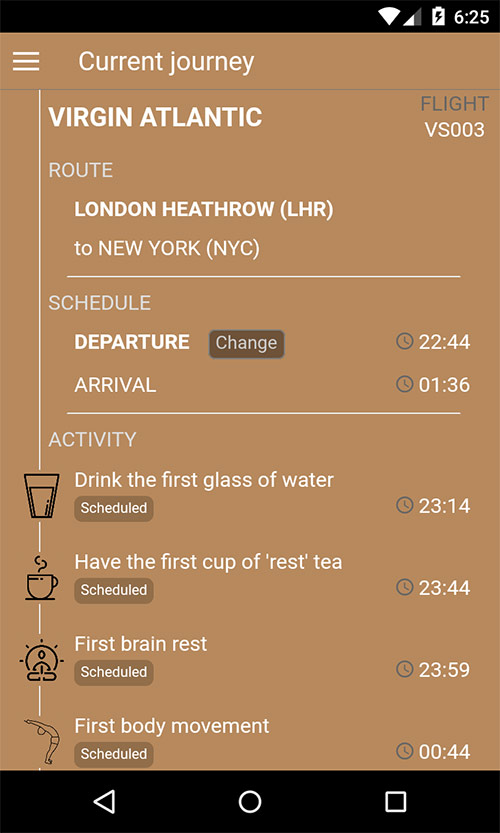 6:25
Current journey
VIRGIN ATLANTIC
FLIGHT
VS003
ROUTE
LONDON HEATHROW (LHR)
to NEW YORK (NYC)
SCHEDULE
DEPARTURE Change 22:44
ARRIVAL 01:36
ACTIVITY
Drink the first glass of water
Scheduled 23:14
Have the first cup of 'rest' tea
Scheduled 23:44
First brain rest
Scheduled 23:59
First body movement
Scheduled 00:44